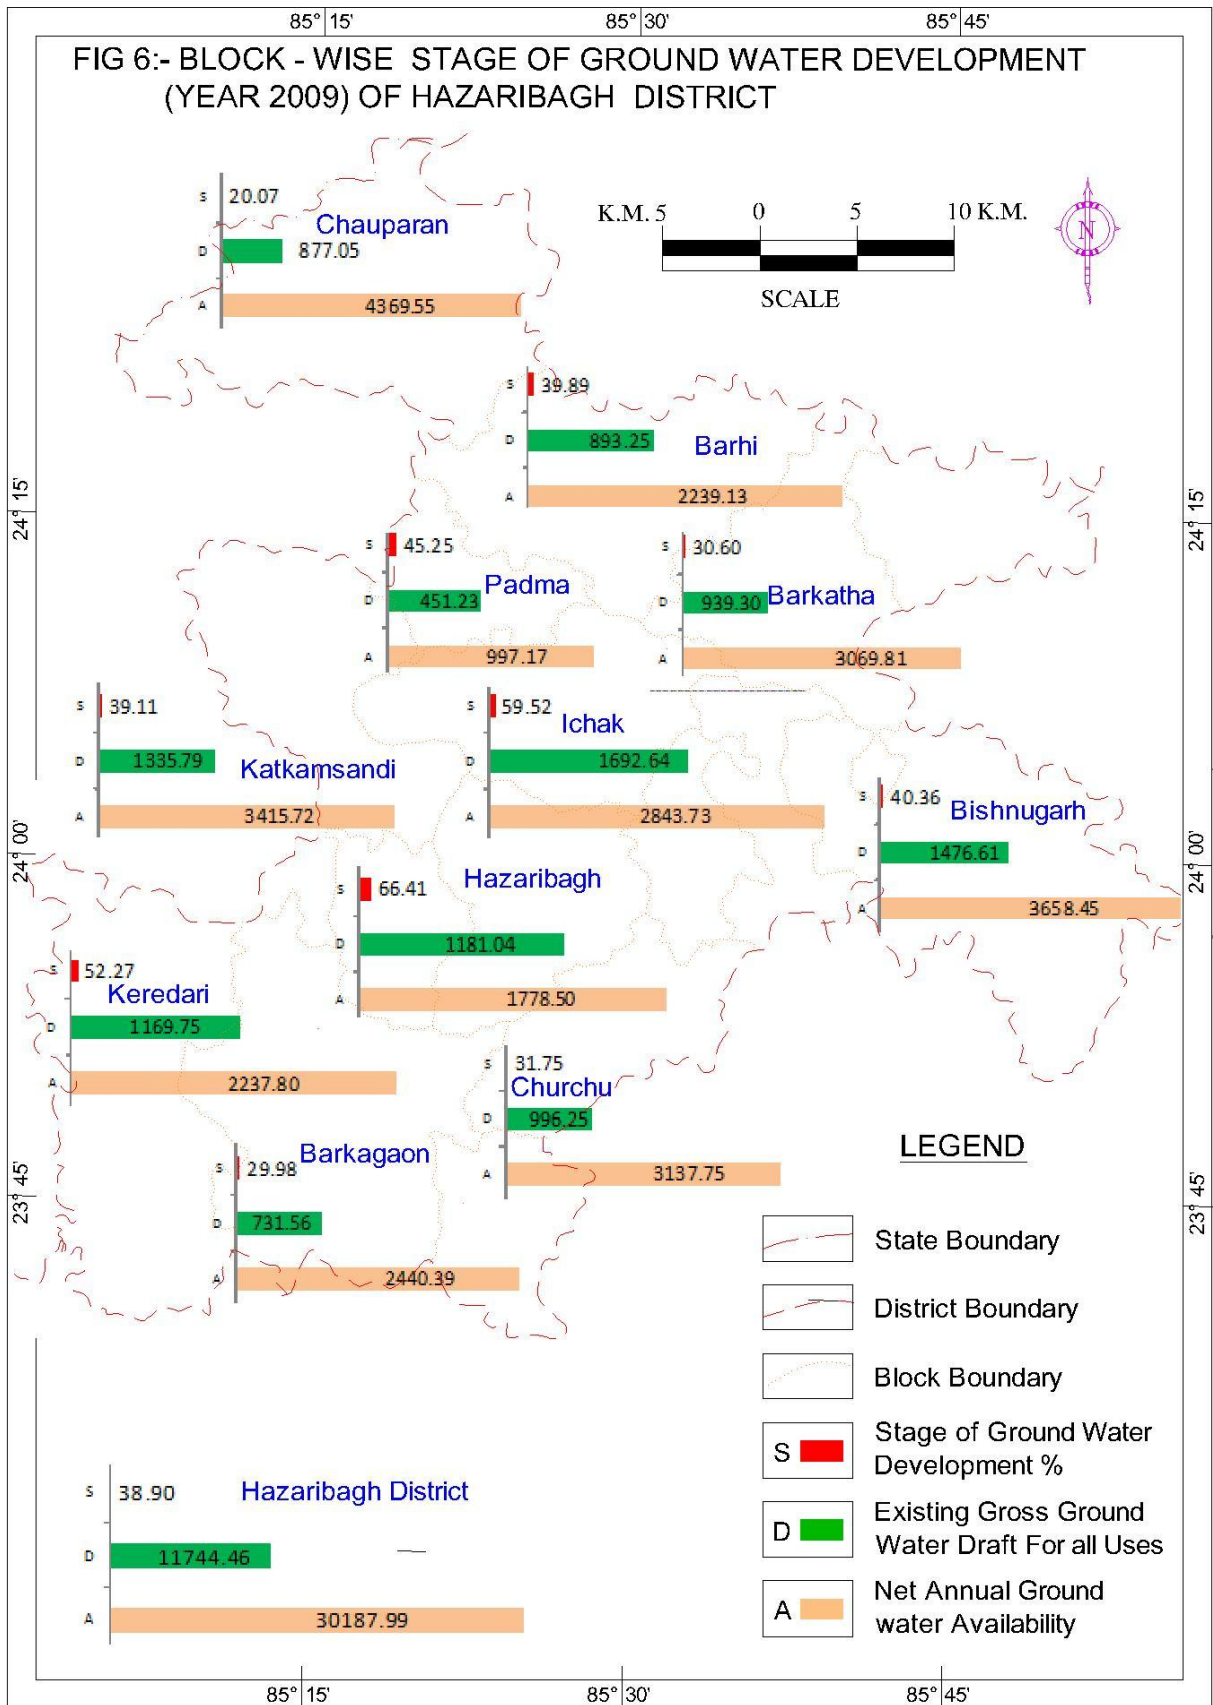 85° 15' 85° 30' 85° 45'
FIG 6:- BLOCK - WISE STAGE OF GROUND WATER DEVELOPMENT
(YEAR 2009) OF HAZARIBAGH DISTRICT
K.M. 5 0 5 10 K.M.
SCALE
N
S 20.07
Chauparan
D 877.05
A 4369.55
S 39.89
Barhi
D 893.25
A 2239.13
24° 15'
24° 15'
S 45.25
Padma
D 451.23
A 997.17
S 30.60
Barkatha
D 939.30
A 3069.81
S 39.11
Katkamsandi
D 1335.79
A 3415.72
S 59.52
Ichak
D 1692.64
A 2843.73
S 40.36
Bishnugarh
D 1476.61
A 3658.45
24° 00'
24° 00'
S 66.41
Hazaribagh
D 1181.04
A 1778.50
S 52.27
Keredari
D 1169.75
A 2237.80
S 31.75
Churchu
D 996.25
A 3137.75
S 29.98
Barkagaon
D 731.56
A 2440.39
23° 45'
23° 45'
LEGEND
State Boundary
District Boundary
Block Boundary
S Stage of Ground Water
Development %
D Existing Gross Ground
Water Draft For all Uses
A Net Annual Ground
water Availability
S 38.90
Hazaribagh District
D 11744.46
A 30187.99
85° 15' 85° 30' 85° 45'